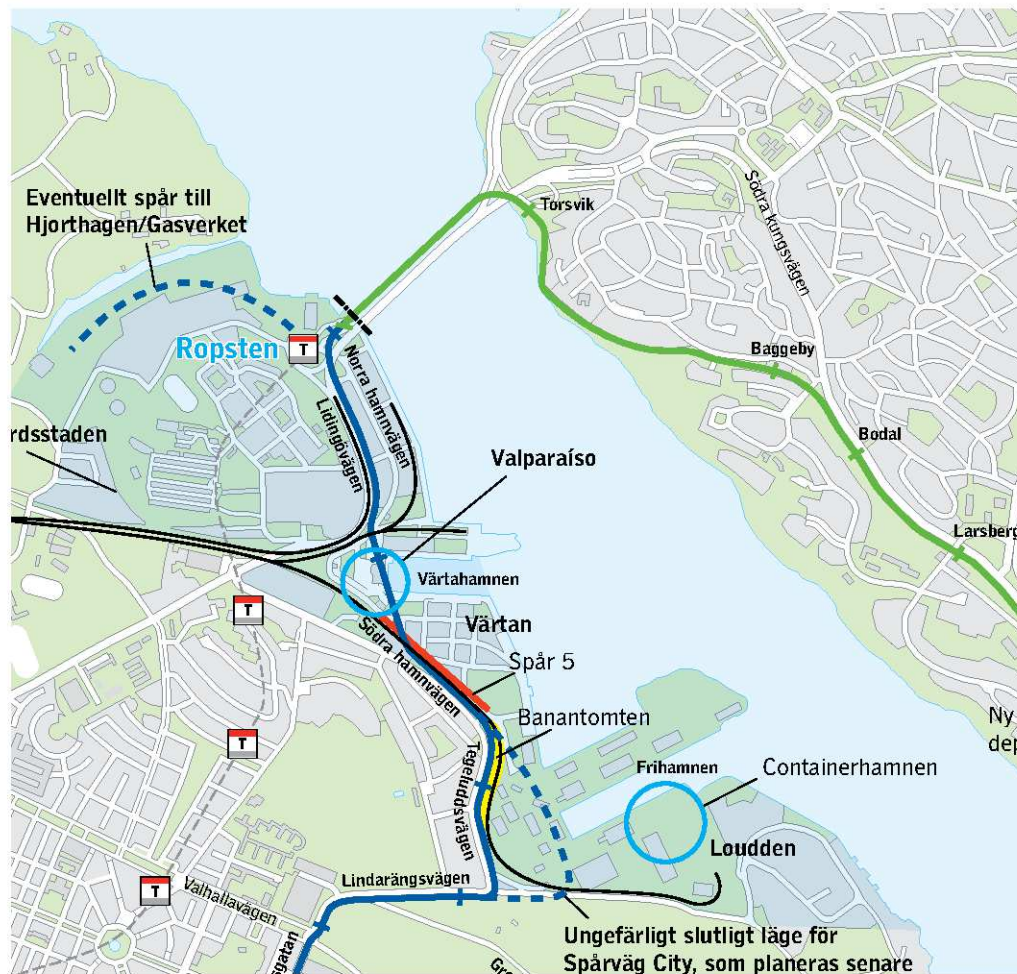 Eventuellt spår till
Hjorthagen/Gasverket
Torsvik
Södra kungsvägen
Ropsten
T
Baggeby
Norra hamnvägen
Lidingövägen
rdsstaden
Bodal
Valparaíso
Larsberg
Värtahamnen
T
Värtan
Södra hamnvägen
Spår 5
Banantomten
Ny
dep
T
Frihamnen
Containerhamnen
Tegeluddsvägen
Loudden
T
Lindarängsvägen
Valhallavägen
Ungefärligt slutligt läge för
Spårväg City, som planeras senare
sgatan
Gr